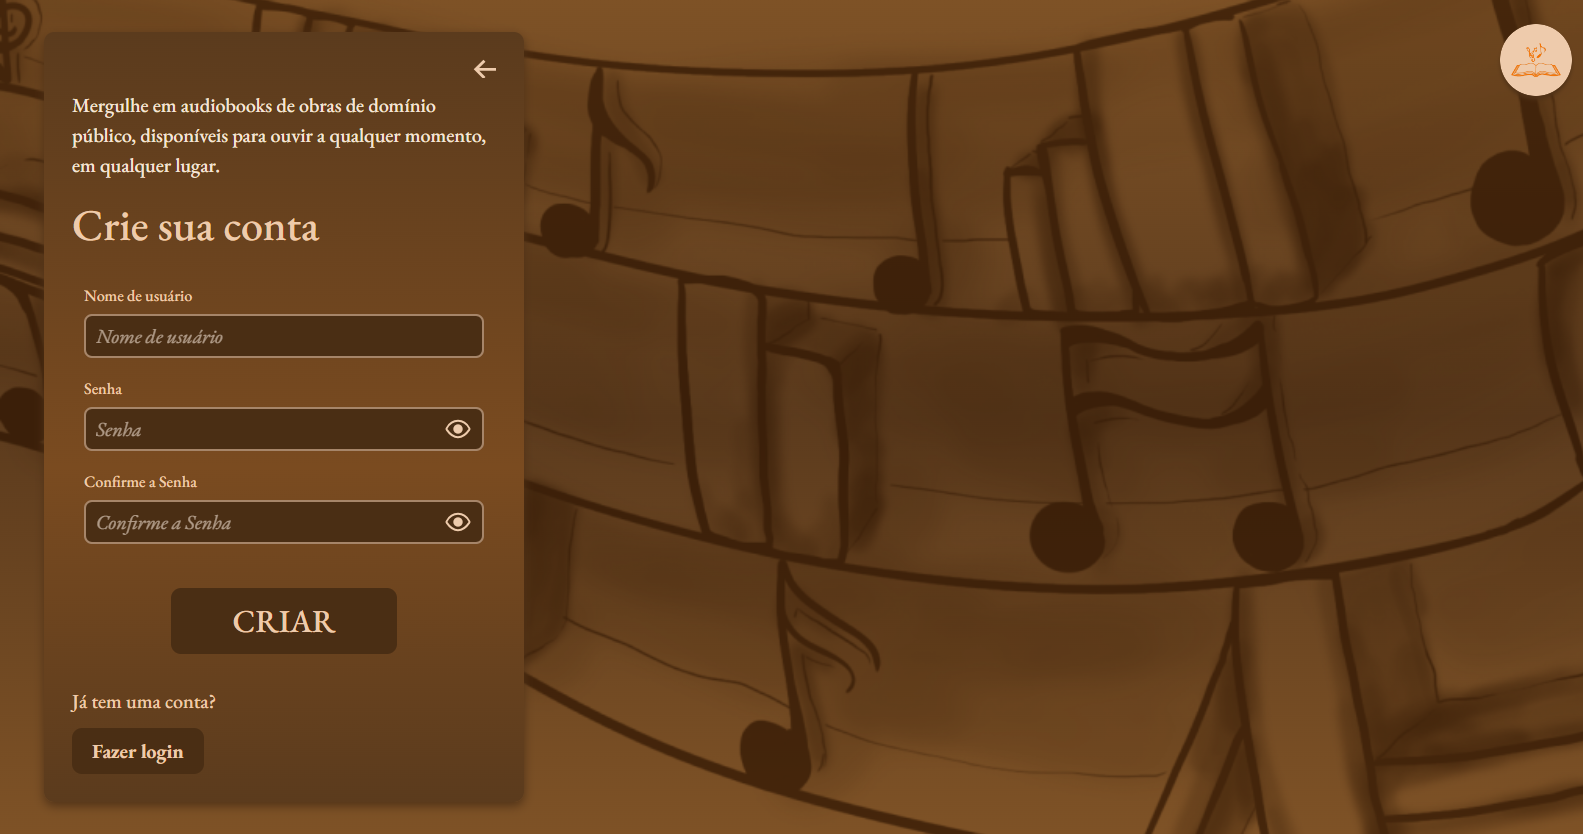 Mergulhe em audiobooks de obras de domínio
público, disponíveis para ouvir a qualquer momento,
em qualquer lugar.
Crie sua conta
Nome de usuário
Nome de usuário
Senha
Senha
Confirme a Senha
Confirme a Senha
CRIAR
Já tem uma conta?
Fazer login